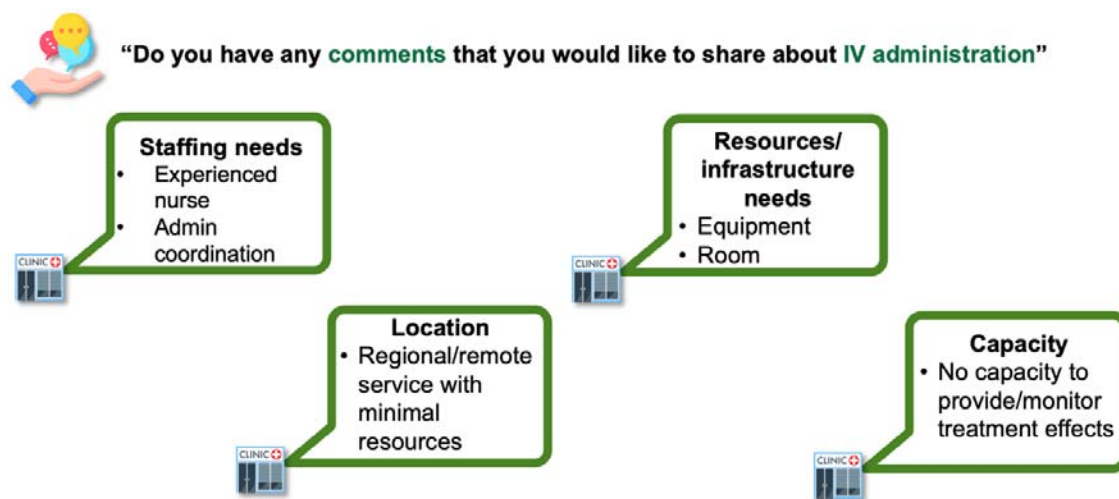 “Do you have any comments that you would like to share about IV administration”
Staffing needs
• Experienced
nurse
• Admin
coordination
CLINIC
Resources/
infrastructure
needs
• Equipment
• Room
CLINIC
Location
• Regional/remote
service with
minimal
resources
CLINIC
Capacity
• No capacity to
provide/monitor
treatment effects
CLINIC